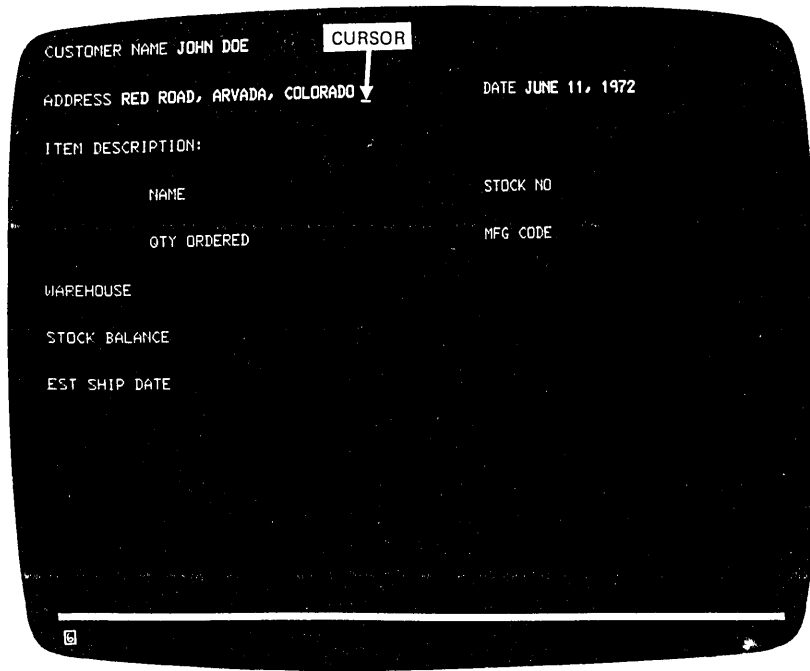 CUSTOMER NAME JOHN DOE
CURSOR
ADDRESS RED ROAD, ARVADA, COLORADO _ DATE JUNE 11, 1972
ITEM DESCRIPTION:
NAME STOCK NO
QTY ORDERED MFG CODE
WAREHOUSE
STOCK BALANCE
EST SHIP DATE